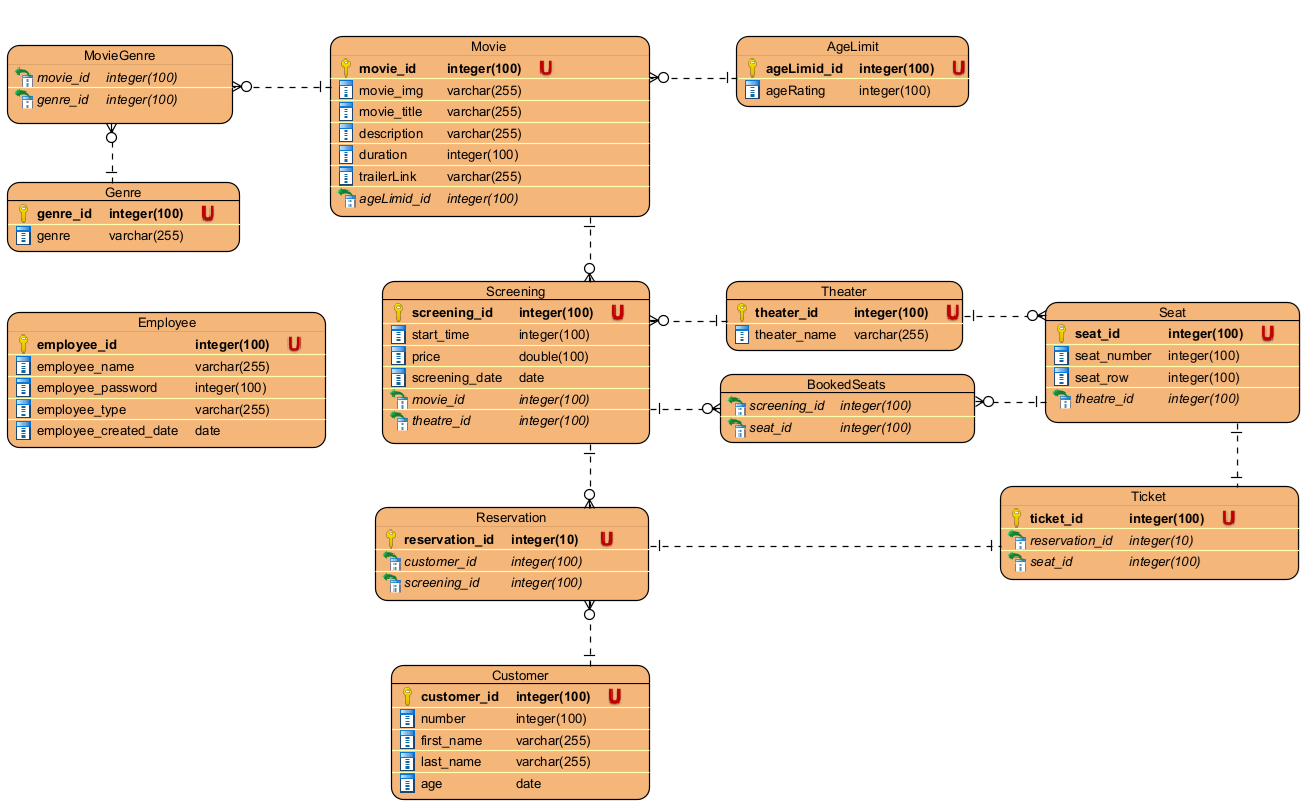 MovieGenre
movie_id integer(100)
genre_id integer(100)
Movie
movie_id integer(100) U
movie_img varchar(255)
movie_title varchar(255)
description varchar(255)
duration integer(100)
trailerLink varchar(255)
ageLimid_id integer(100)
AgeLimit
ageLimid_id integer(100) U
ageRating integer(100)
Genre
genre_id integer(100) U
genre varchar(255)
Employee
employee_id integer(100) U
employee_name varchar(255)
employee_password integer(100)
employee_type varchar(255)
employee_created_date date
Screening
screening_id integer(100) U
start_time integer(100)
price double(100)
screening_date date
movie_id integer(100)
theatre_id integer(100)
Theater
theater_id integer(100) U
theater_name varchar(255)
Seat
seat_id integer(100) U
seat_number integer(100)
seat_row integer(100)
theatre_id integer(100)
BookedSeats
screening_id integer(100)
seat_id integer(100)
Reservation
reservation_id integer(10) U
customer_id integer(100)
screening_id integer(100)
Ticket
ticket_id integer(100) U
reservation_id integer(10)
seat_id integer(100)
Customer
customer_id integer(100) U
number integer(100)
first_name varchar(255)
last_name varchar(255)
age date